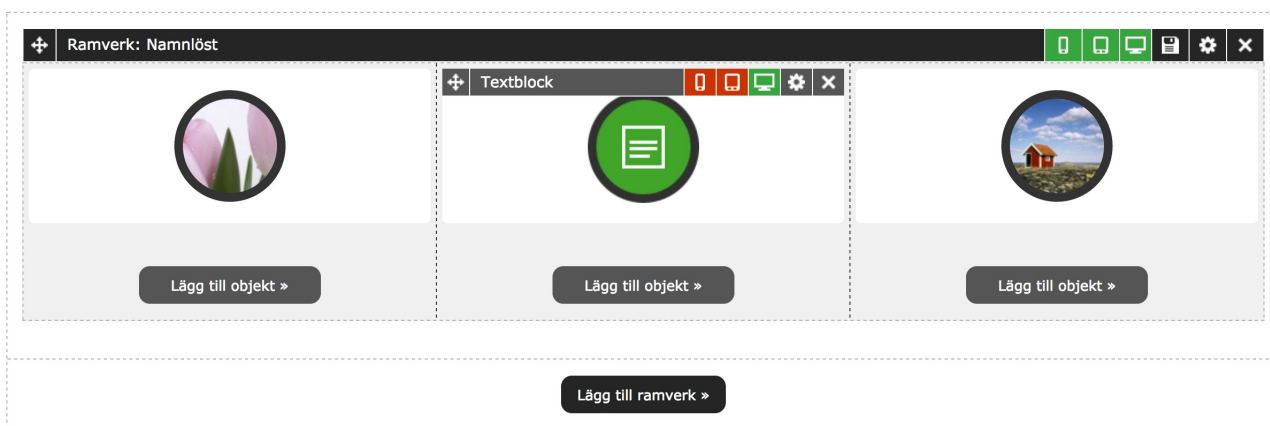 Ramverk: Namnlöst
Textblock
Lägg till objekt »
Lägg till objekt »
Lägg till objekt »
Lägg till ramverk »